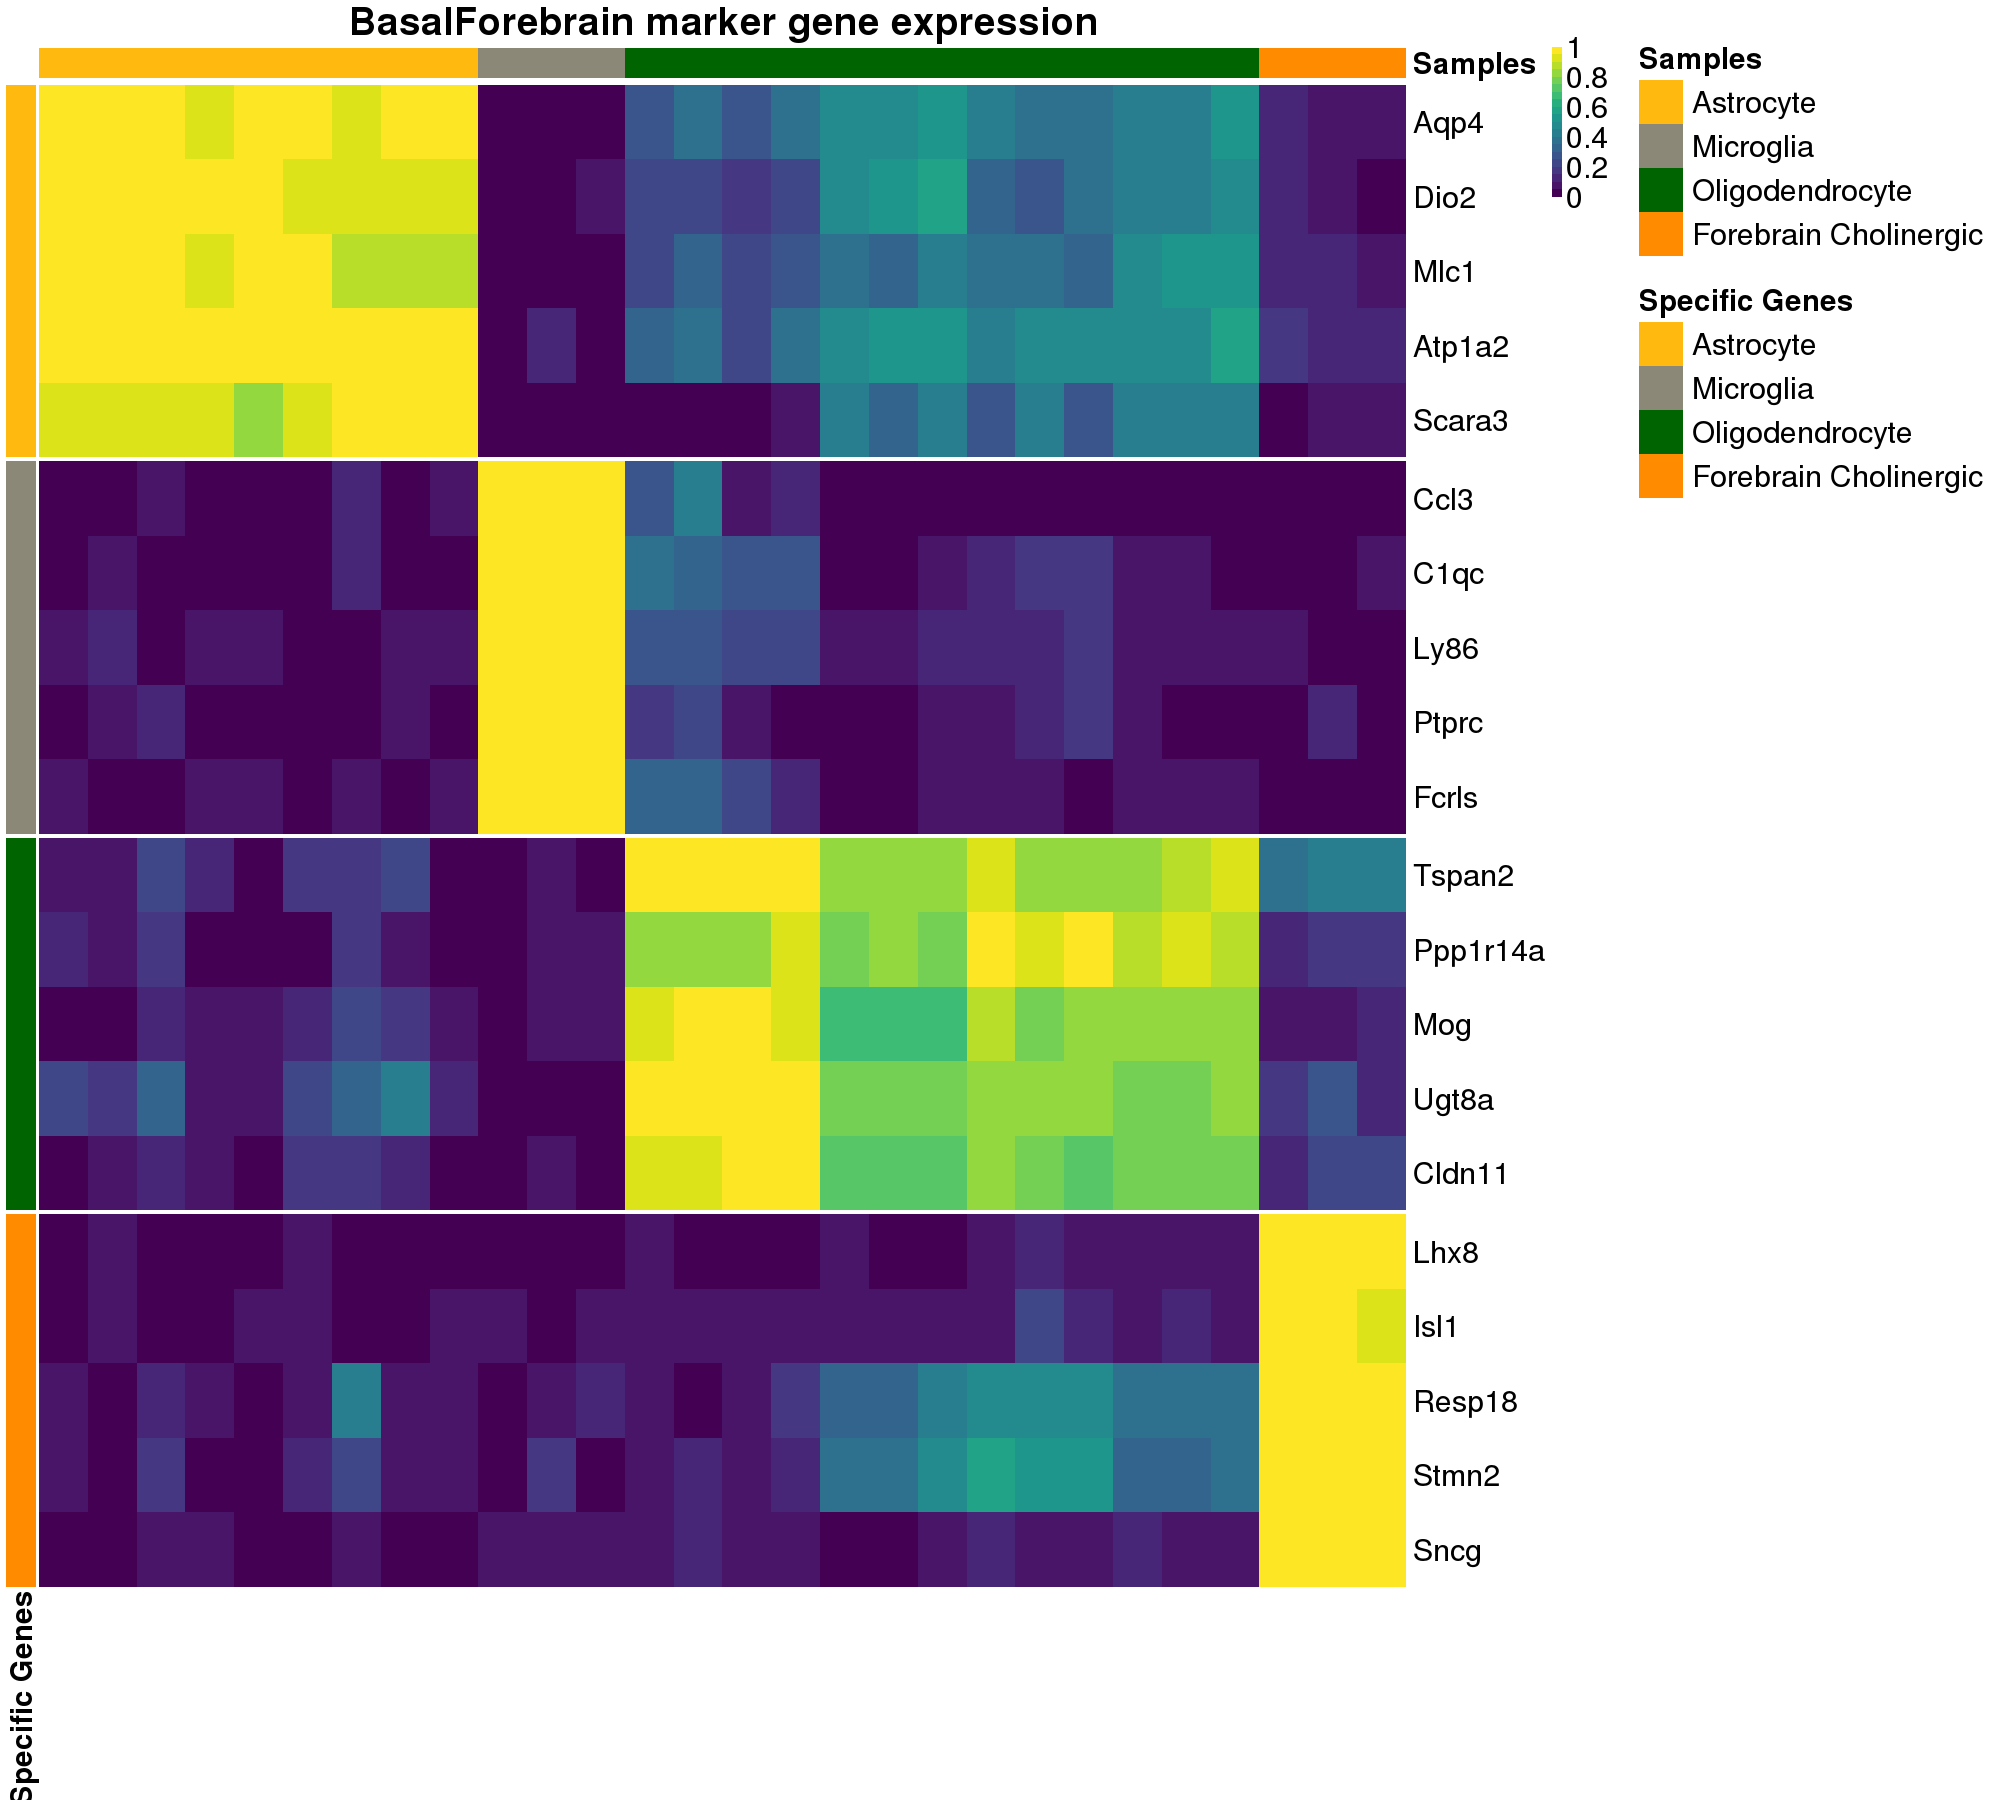 BasalForebrain marker gene expression
Samples
1
0.8
0.6
0.4
0.2
0
Samples
Astrocyte
Microglia
Oligodendrocyte
Forebrain Cholinergic
Specific Genes
Astrocyte
Microglia
Oligodendrocyte
Forebrain Cholinergic
Aqp4
Dio2
Mlc1
Atp1a2
Scara3
Ccl3
C1qc
Ly86
Ptprc
Fcrls
Tspan2
Ppp1r14a
Mog
Ugt8a
Cldn11
Lhx8
Isl1
Resp18
Stmn2
Sncg
Specific Genes